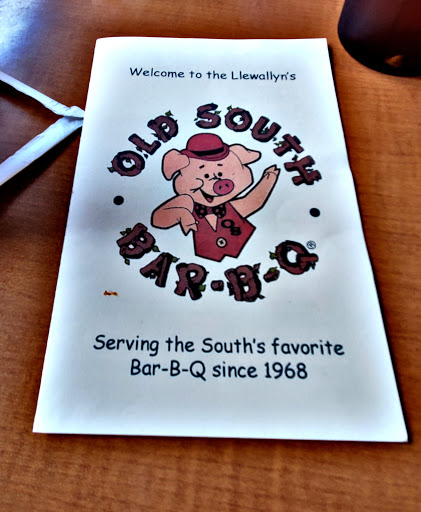 Welcome to the Llewallyn's
OLD SOUTH
BAR-B-Q®
Serving the South's favorite
Bar-B-Q since 1968